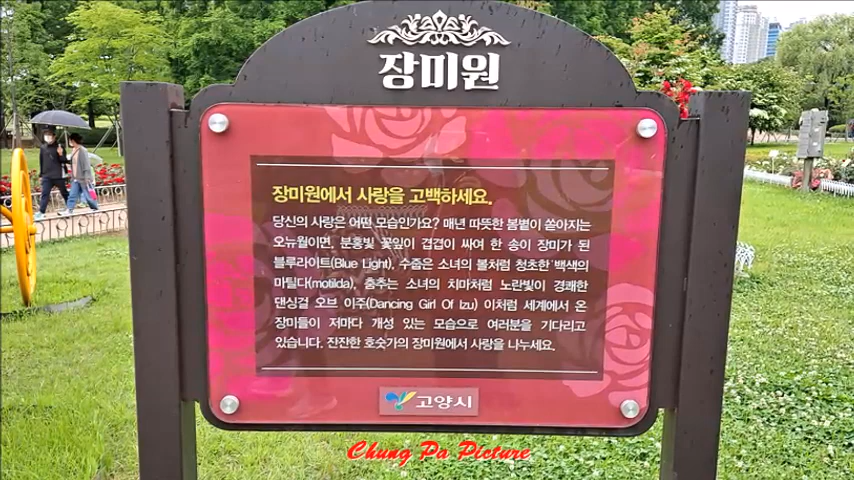 장미원
장미원에서 사랑을 고백하세요.
당신의 사랑은 어떤 모습인가요? 매년 따뜻한 봄볕이 쏟아지는
오뉴월이면, 분홍빛 꽃잎이 겹겹이 싸여 한 송이 장미가 된
블루라이트(Blue Light), 수줍은 소녀의 볼처럼 청초한 백색의
마틸다(motilda), 춤추는 소녀의 치마처럼 노란빛이 경쾌한
댄싱걸 오브 이주(Dancing Girl Of Izu) 이처럼 세계에서 온
장미들이 저마다 개성 있는 모습으로 여러분을 기다리고
있습니다. 잔잔한 호숫가의 장미원에서 사랑을 나누세요.
고양시
Chung Pa Picture